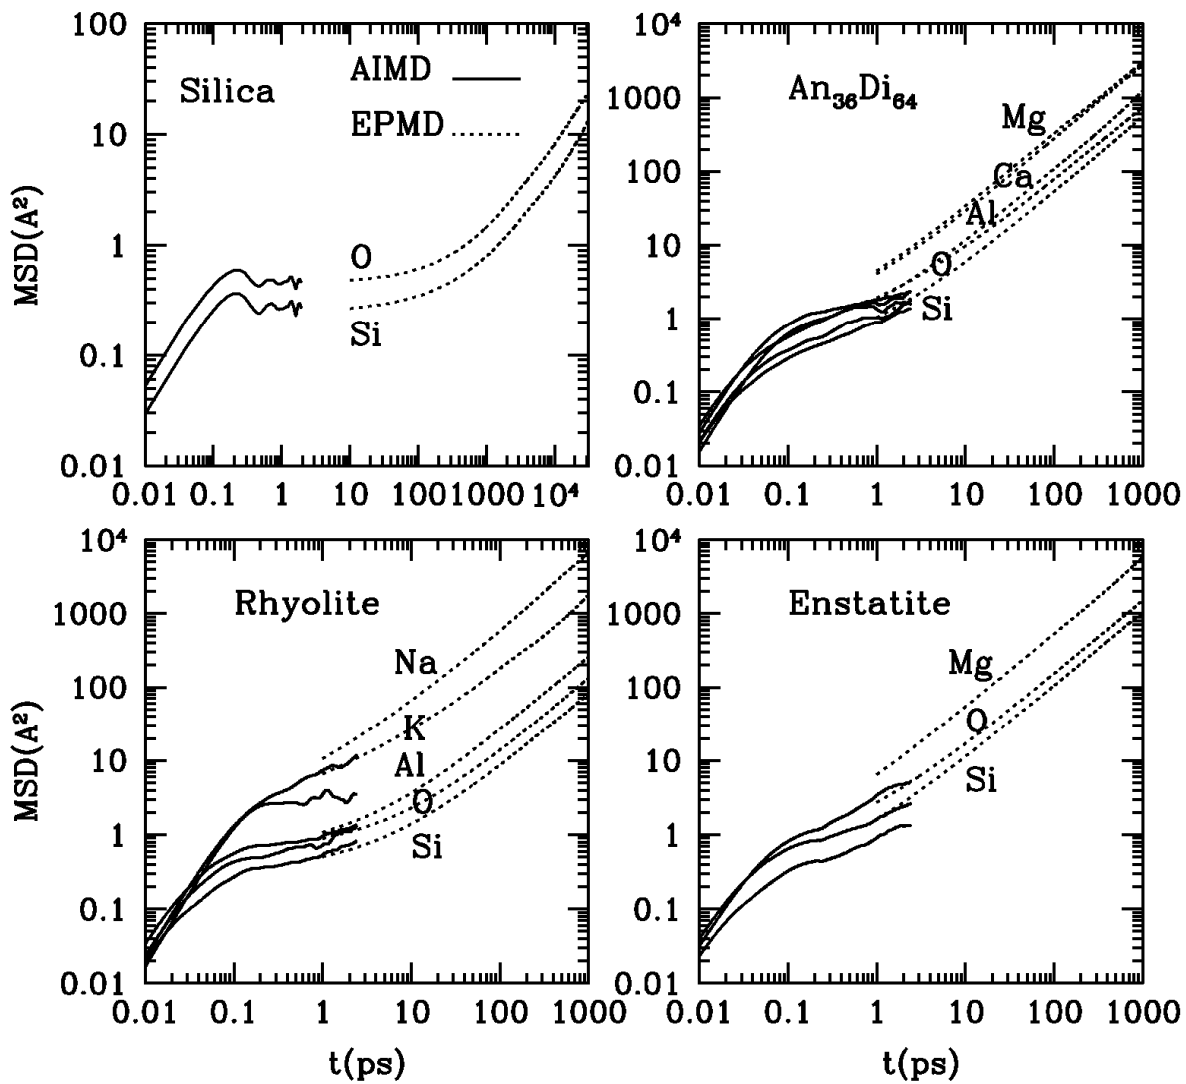 100
10
1
0.1
0.01
MSD(A²)
Silica
AIMD
EPMD
O
Si
0.01 0.1 1 10 100 1000 10⁴
10⁴
1000
100
10
1
0.1
0.01
An₃₆Di₆₄
Mg
Ca
Al
O
Si
0.01 0.1 1 10 100 1000
10⁴
1000
100
10
1
0.1
0.01
MSD(A²)
Rhyolite
Na
K
Al
O
Si
0.01 0.1 1 10 100 1000
t(ps)
10⁴
1000
100
10
1
0.1
0.01
Enstatite
Mg
O
Si
0.01 0.1 1 10 100 1000
t(ps)